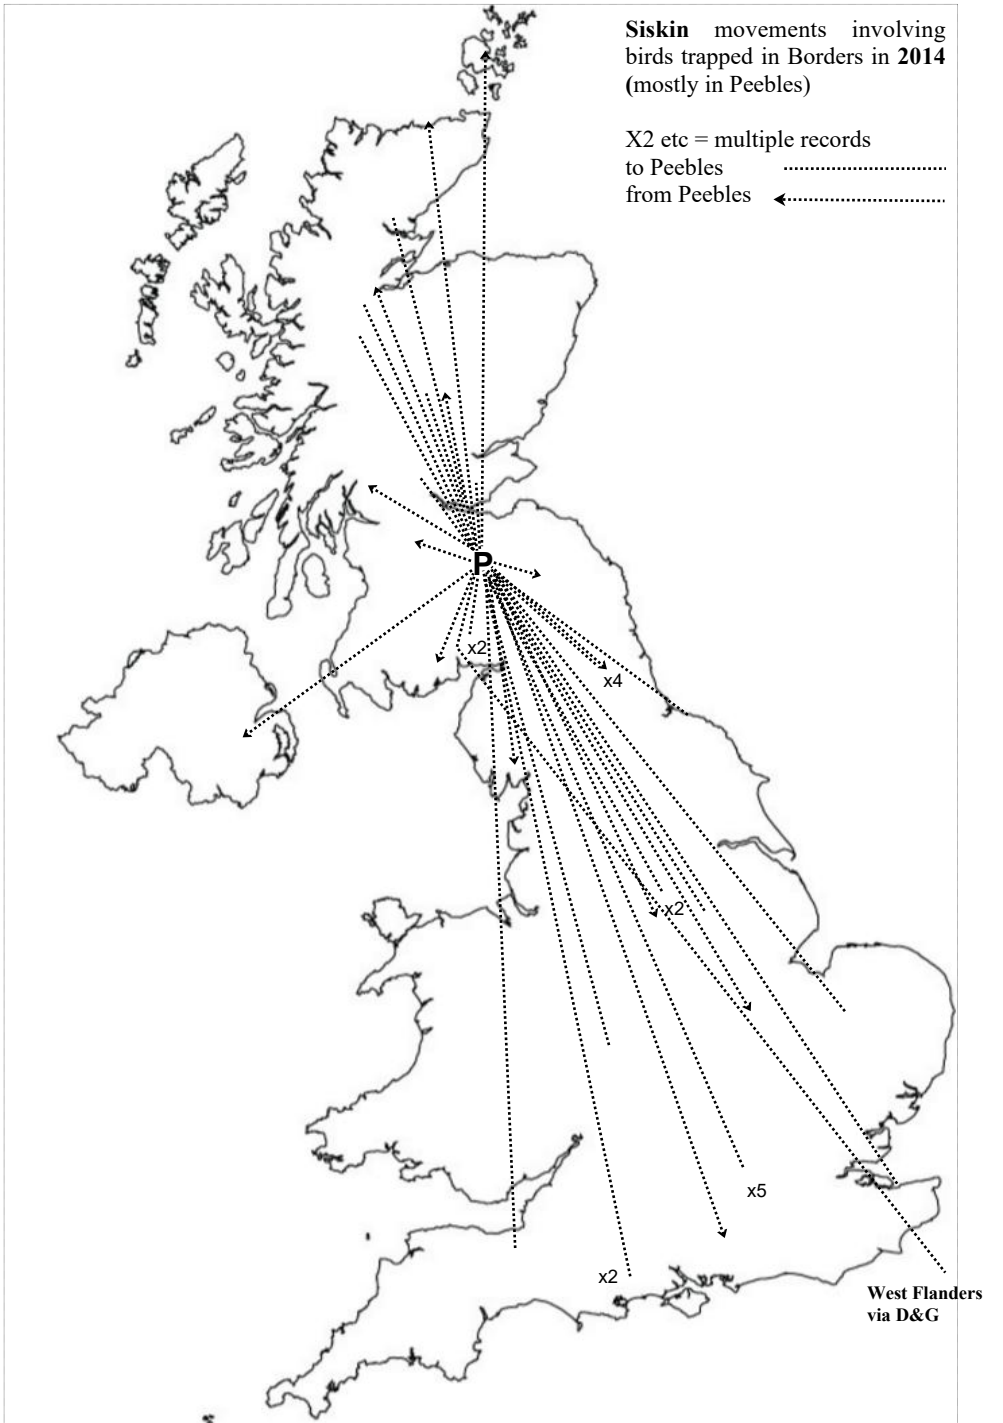 Siskin movements involving
birds trapped in Borders in 2014
(mostly in Peebles)
X2 etc = multiple records
to Peebles
from Peebles
P
x2
x4
x2
x5
x2
West Flanders
via D&G